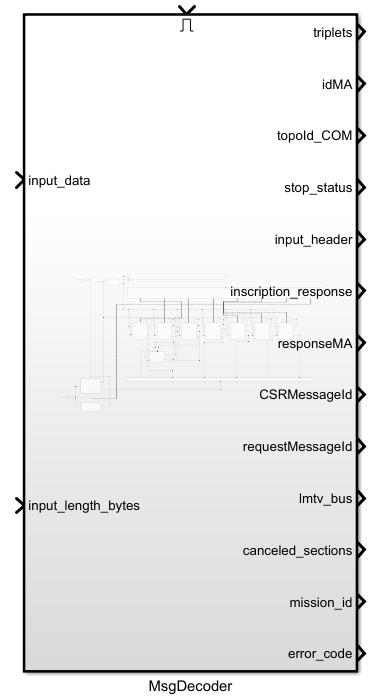 triplets
idMA
topoId_COM
stop_status
input_data
input_header
inscription_response
responseMA
CSRMessageId
requestMessageId
lmtv_bus
input_length_bytes
canceled_sections
mission_id
error_code
MsgDecoder